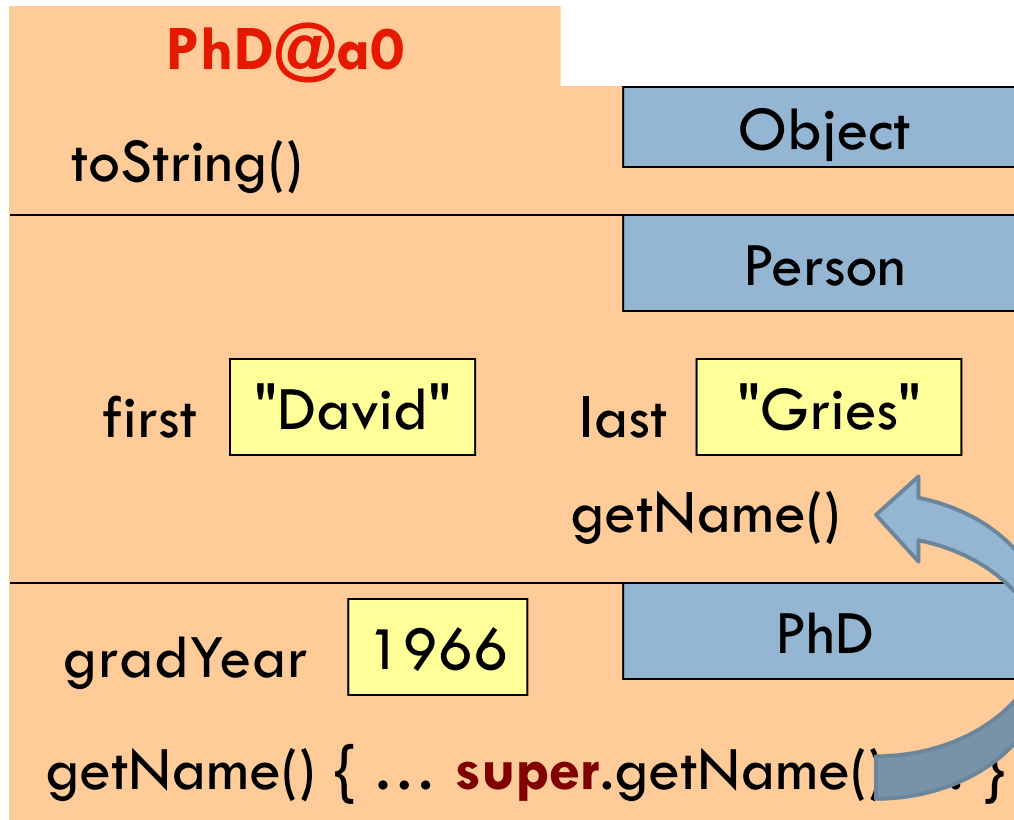 PhD@a0
Object
toString()
Person
first "David" last "Gries"
getName()
PhD
gradYear 1966
getName() { … super.getName() }